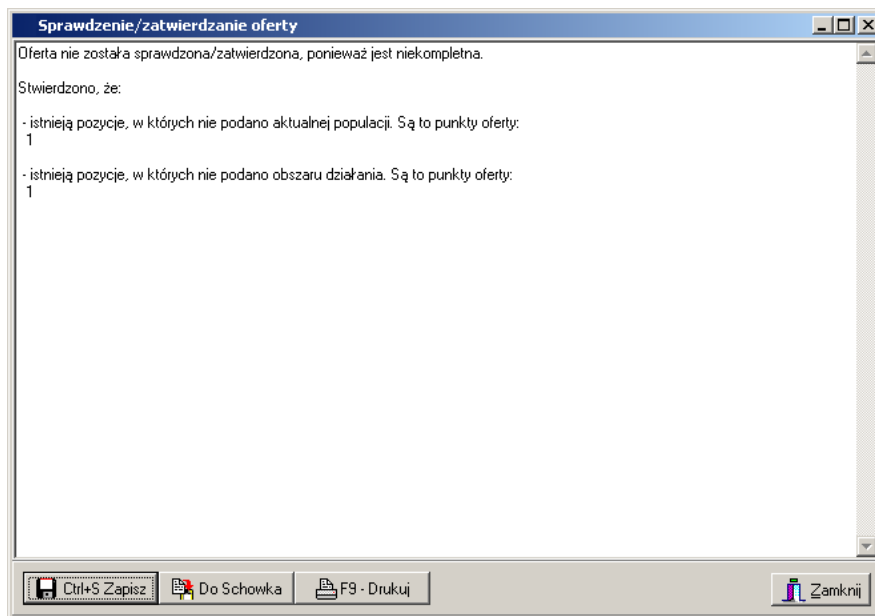 Sprawdzenie/zatwierdzanie oferty
Oferta nie została sprawdzona/zatwierdzona, ponieważ jest niekompletna.
Stwierdzono, że:
- istnieją pozycje, w których nie podano aktualnej populacji. Są to punkty oferty:
1
- istnieją pozycje, w których nie podano obszaru działania. Są to punkty oferty:
1
Ctrl+S Zapisz Do Schowka F9 - Drukuj Zamknij